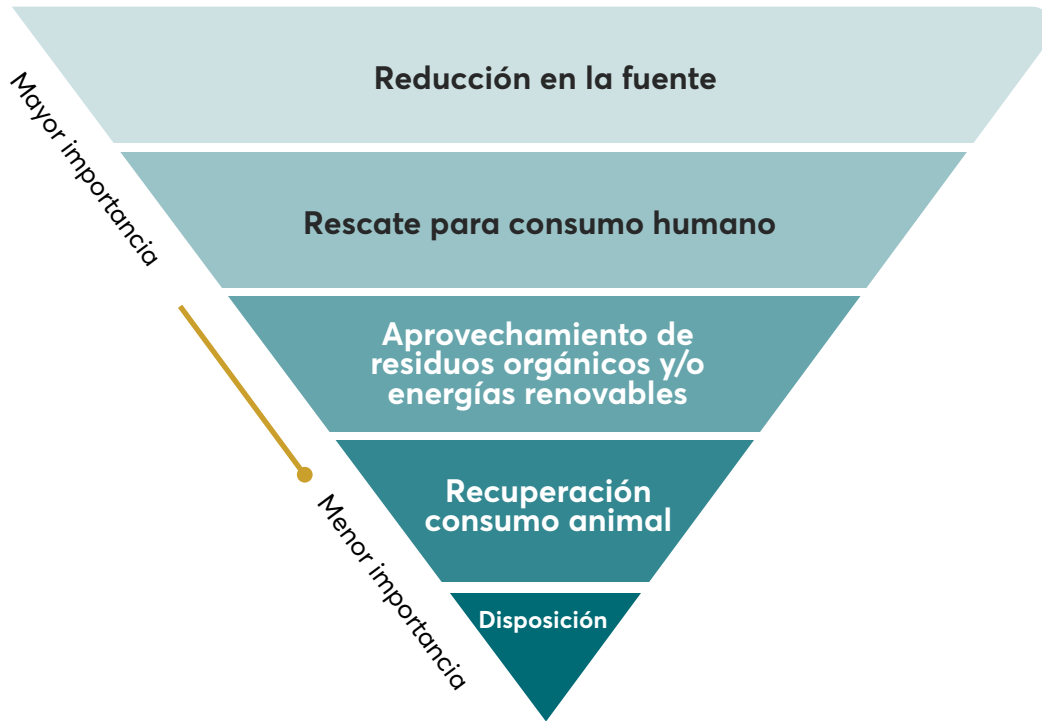 Reducción en la fuente
Mayor importancia
Rescate para consumo humano
Aprovechamiento de
residuos orgánicos y/o
energías renovables
Recuperación
consumo animal
Menor importancia
Disposición